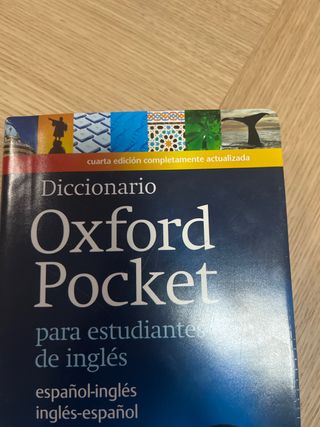 cuarta edición completamente actualizada
Diccionario
Oxford
Pocket
para estudiantes
de inglés
español-inglés
inglés-español